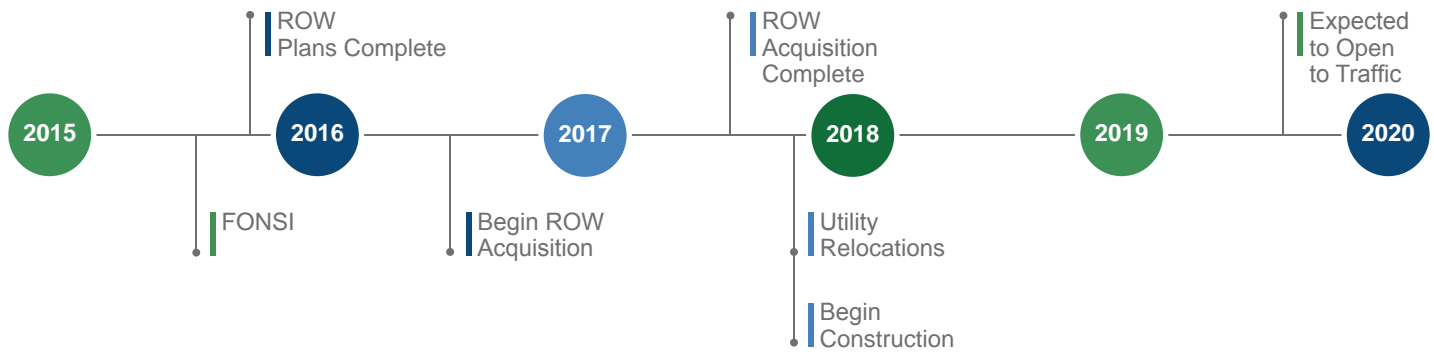 ROW
Plans Complete
ROW
Acquisition
Complete
Expected
to Open
to Traffic
2015
2016
2017
2018
2019
2020
FONSI
Begin ROW
Acquisition
Utility
Relocations
Begin
Construction